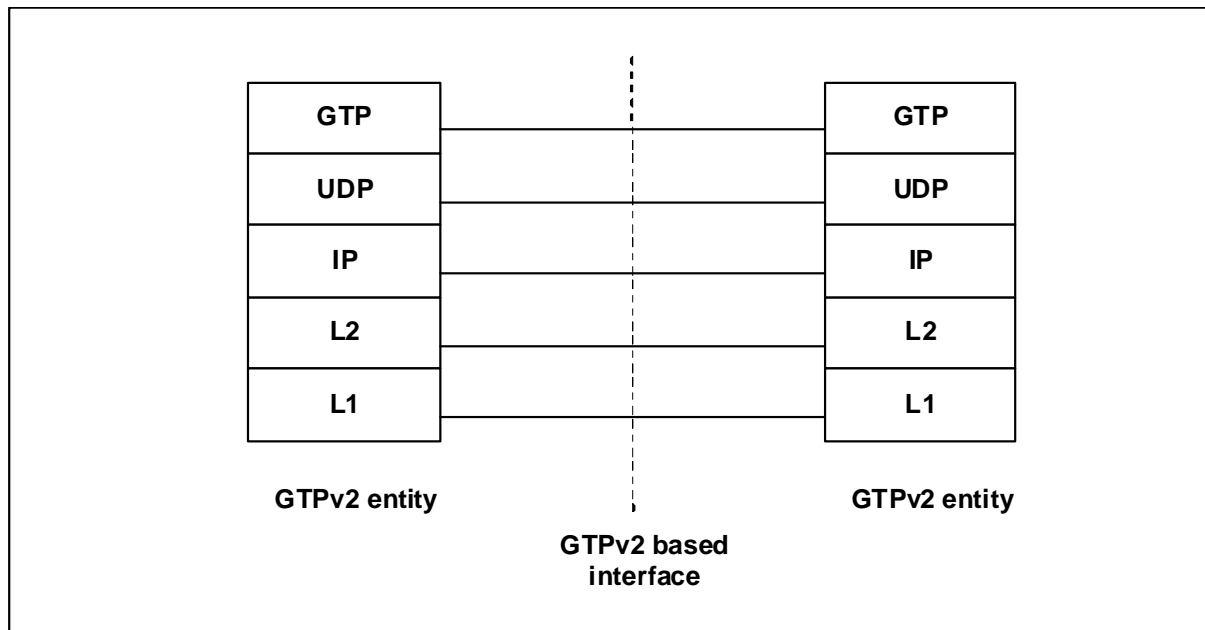 GTP
GTP
UDP
UDP
IP
IP
L2
L2
L1
L1
GTPv2 entity
GTPv2 entity
GTPv2 based
interface